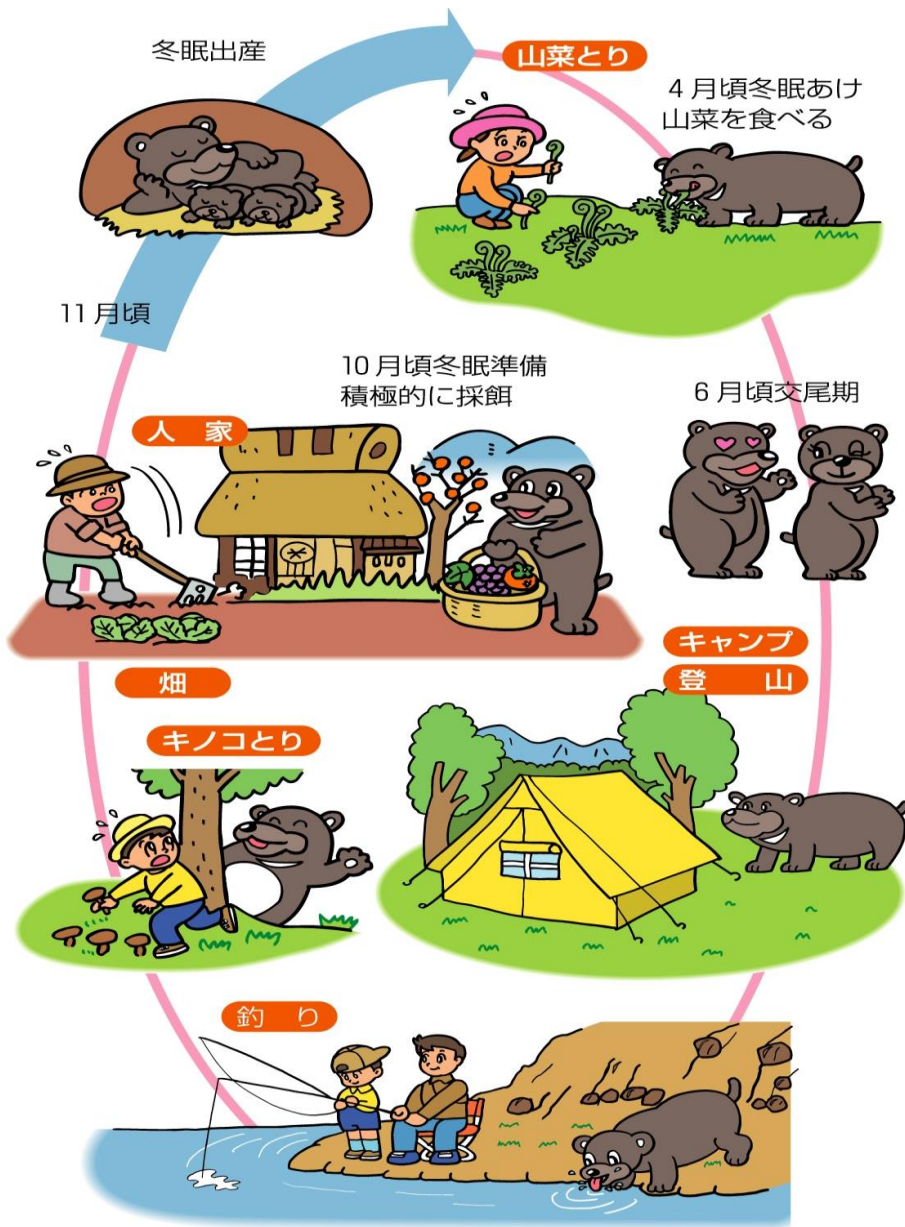 冬眠出産
山菜とり
4月頃冬眠あけ
山菜を食べる
11月頃
10月頃冬眠準備
積極的に採餌
6月頃交尾期
人家
キャンプ
登山
畑
キノコとり
釣り